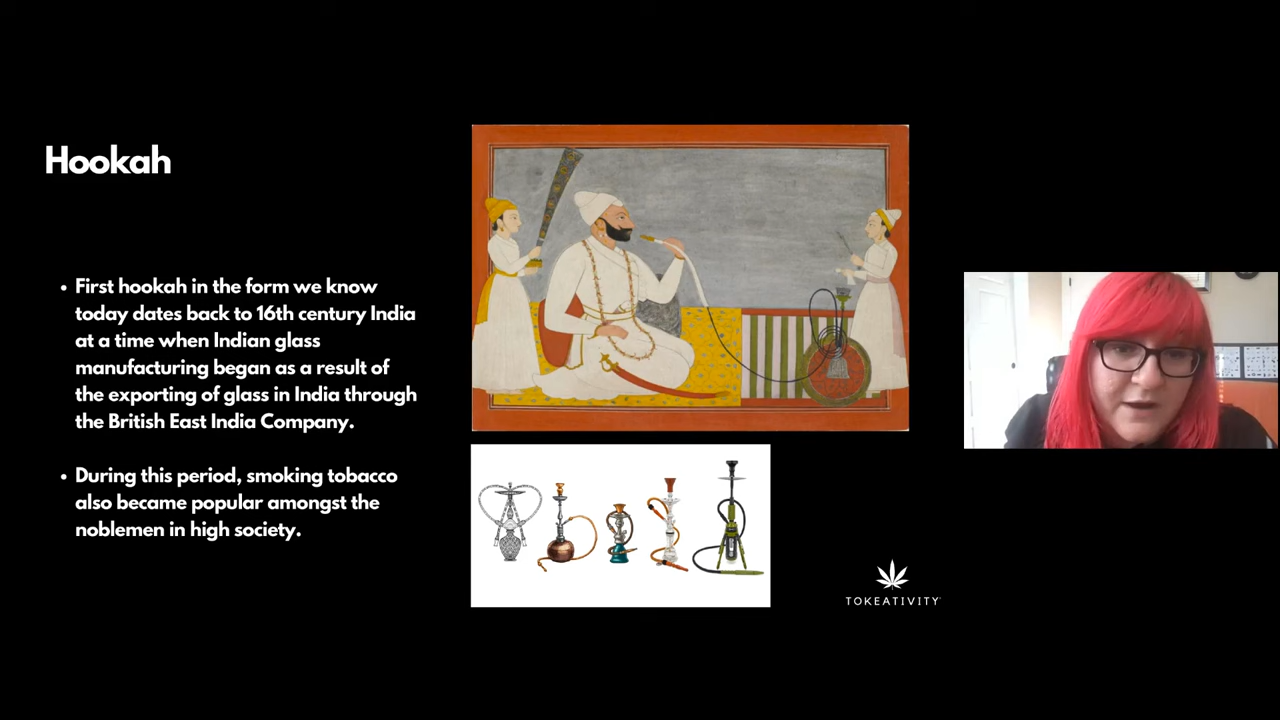 Hookah
• First hookah in the form we know
today dates back to 16th century India
at a time when Indian glass
manufacturing began as a result of
the exporting of glass in India through
the British East India Company.
• During this period, smoking tobacco
also became popular amongst the
noblemen in high society.
TOKEATIVITY